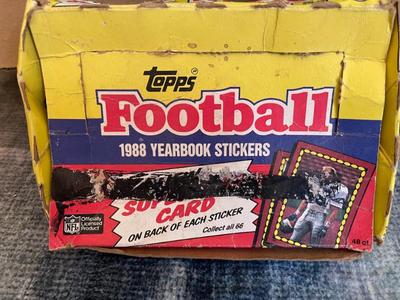 topps®
Football
1988 YEARBOOK STICKERS
CARD
ON BACK OF EACH STICKER
Collect all 66
NFL
Officially
Licensed
Product
48 ct.